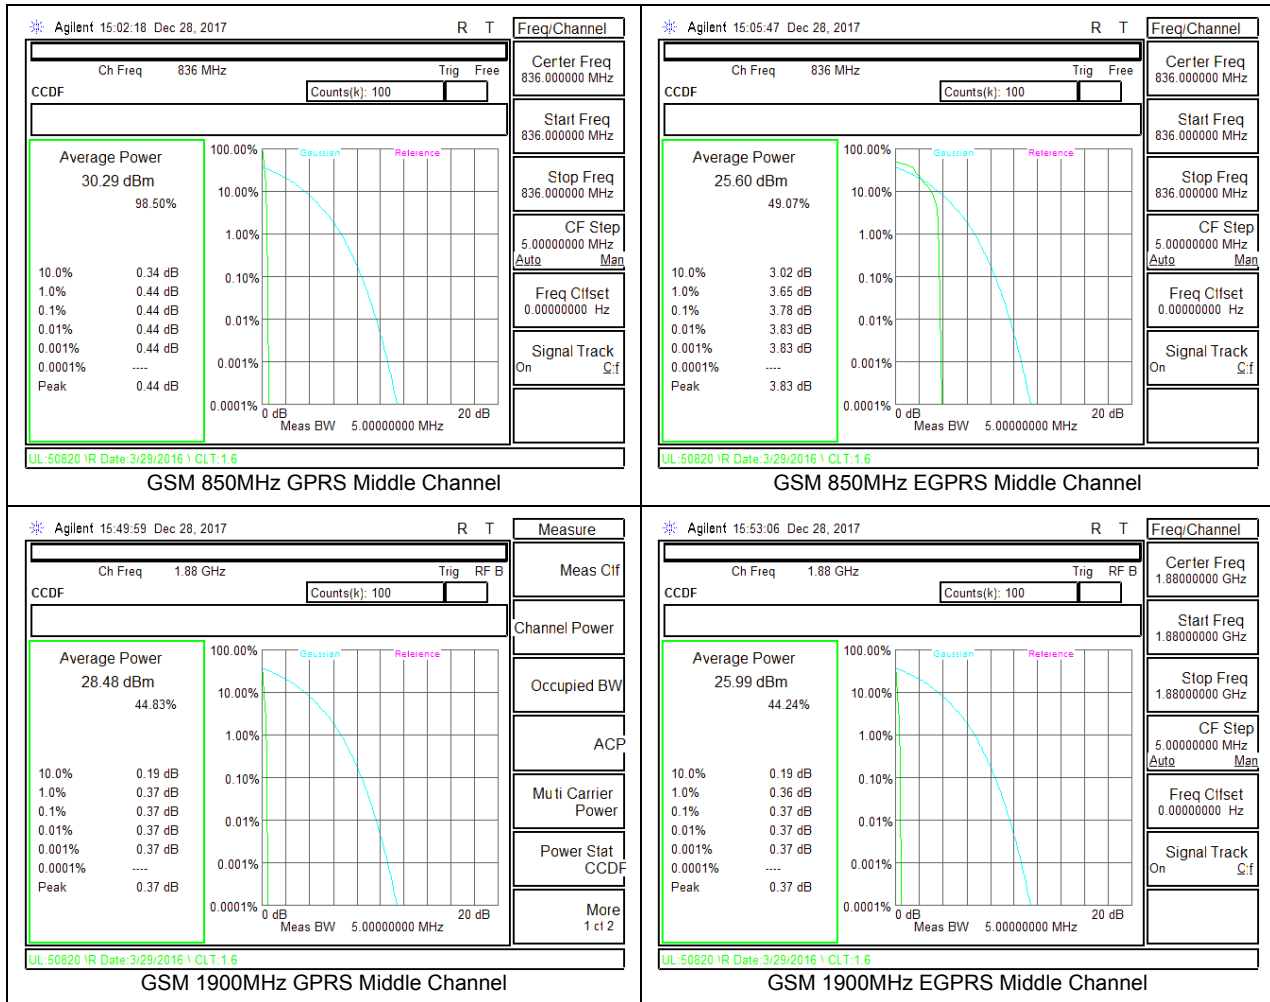 Agilent 15:02:18 Dec 28, 2017 R T
Ch Freq 836 MHz Trig Free
CCDF Counts(k): 100
Average Power
30.29 dBm
98.50%
10.0% 0.34 dB
1.0% 0.44 dB
0.1% 0.44 dB
0.01% 0.44 dB
0.001% 0.44 dB
0.0001% ----
Peak 0.44 dB
Gaussian Reference
100.00%
10.00%
1.00%
0.10%
0.01%
0.001%
0.0001%
0 dB 20 dB
Meas BW 5.00000000 MHz
Freq/Channel
Center Freq
836.000000 MHz
Start Freq
836.000000 MHz
Stop Freq
836.000000 MHz
CF Step
5.00000000 MHz
Auto Man
Freq Offset
0.00000000 Hz
Signal Track
On Off
UL:50820 \R Date:3/29/2016 \ CLT:1.6
GSM 850MHz GPRS Middle Channel
Agilent 15:05:47 Dec 28, 2017 R T
Ch Freq 836 MHz Trig Free
CCDF Counts(k): 100
Average Power
25.60 dBm
49.07%
10.0% 3.02 dB
1.0% 3.65 dB
0.1% 3.78 dB
0.01% 3.83 dB
0.001% 3.83 dB
0.0001% ----
Peak 3.83 dB
Gaussian Reference
100.00%
10.00%
1.00%
0.10%
0.01%
0.001%
0.0001%
0 dB 20 dB
Meas BW 5.00000000 MHz
Freq/Channel
Center Freq
836.000000 MHz
Start Freq
836.000000 MHz
Stop Freq
836.000000 MHz
CF Step
5.00000000 MHz
Auto Man
Freq Offset
0.00000000 Hz
Signal Track
On Off
UL:50820 \R Date:3/29/2016 \ CLT:1.6
GSM 850MHz EGPRS Middle Channel
Agilent 15:49:59 Dec 28, 2017 R T
Ch Freq 1.88 GHz Trig RF B
CCDF Counts(k): 100
Average Power
28.48 dBm
44.83%
10.0% 0.19 dB
1.0% 0.37 dB
0.1% 0.37 dB
0.01% 0.37 dB
0.001% 0.37 dB
0.0001% ----
Peak 0.37 dB
Gaussian Reference
100.00%
10.00%
1.00%
0.10%
0.01%
0.001%
0.0001%
0 dB 20 dB
Meas BW 5.00000000 MHz
Measure
Meas Off
Channel Power
Occupied BW
ACP
Multi Carrier
Power
Power Stat
CCDF
More
1 of 2
UL:50820 \R Date:3/29/2016 \ CLT:1.6
GSM 1900MHz GPRS Middle Channel
Agilent 15:53:06 Dec 28, 2017 R T
Ch Freq 1.88 GHz Trig RF B
CCDF Counts(k): 100
Average Power
25.99 dBm
44.24%
10.0% 0.19 dB
1.0% 0.36 dB
0.1% 0.37 dB
0.01% 0.37 dB
0.001% 0.37 dB
0.0001% ----
Peak 0.37 dB
Gaussian Reference
100.00%
10.00%
1.00%
0.10%
0.01%
0.001%
0.0001%
0 dB 20 dB
Meas BW 5.00000000 MHz
Freq/Channel
Center Freq
1.88000000 GHz
Start Freq
1.88000000 GHz
Stop Freq
1.88000000 GHz
CF Step
5.00000000 MHz
Auto Man
Freq Offset
0.00000000 Hz
Signal Track
On Off
UL:50820 \R Date:3/29/2016 \ CLT:1.6
GSM 1900MHz EGPRS Middle Channel